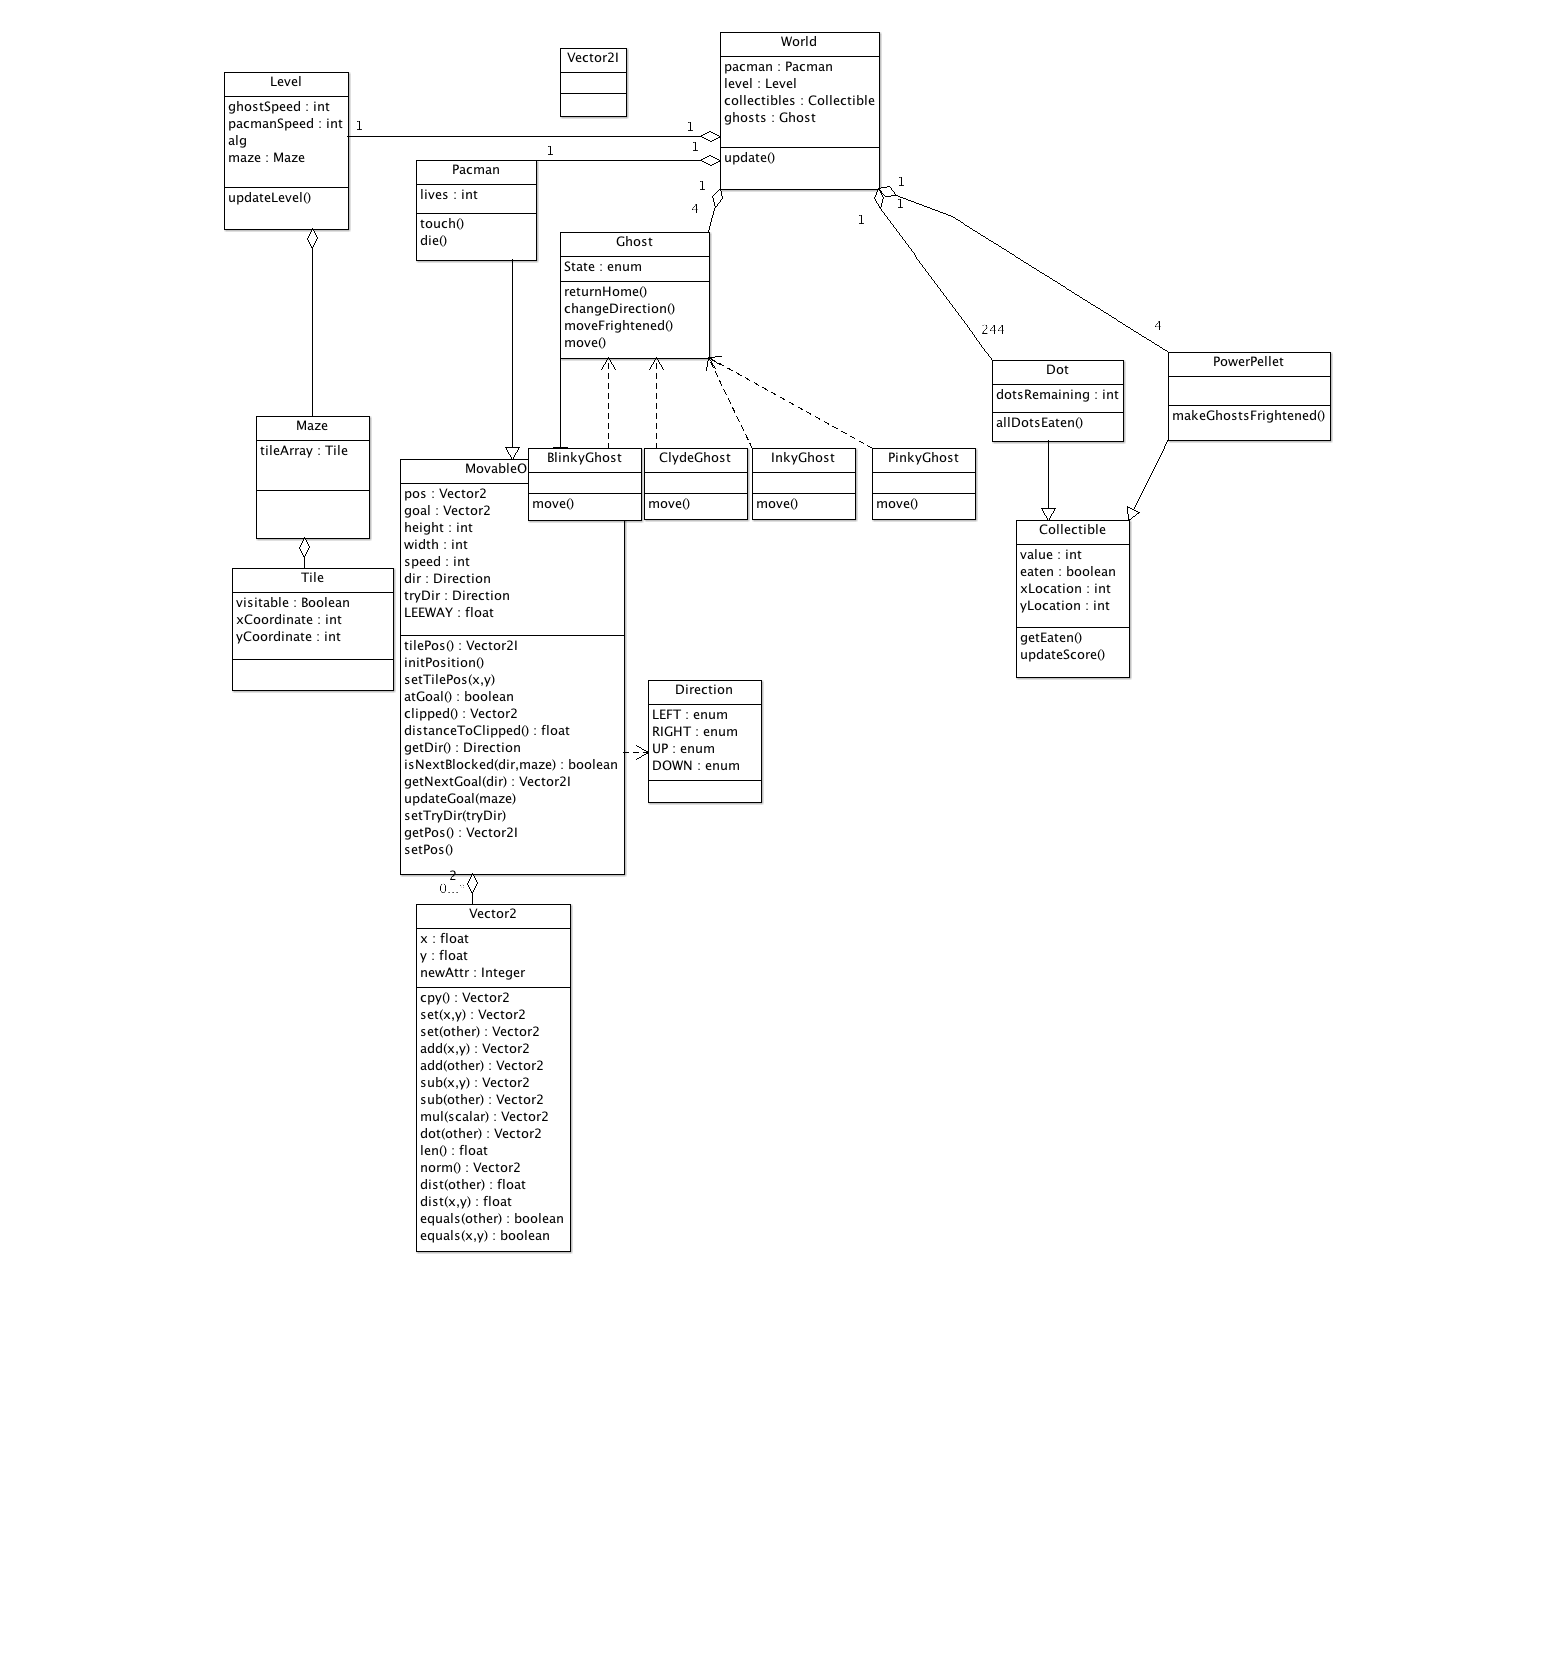 World
pacman : Pacman
level : Level
collectibles : Collectible
ghosts : Ghost
update()
Vector2I
Level
ghostSpeed : int
pacmanSpeed : int
alg
maze : Maze
updateLevel()
1
1
1
1
Pacman
lives : int
touch()
die()
1
4
1
1
1
244
4
Ghost
State : enum
returnHome()
changeDirection()
moveFrightened()
move()
Dot
dotsRemaining : int
allDotsEaten()
PowerPellet
makeGhostsFrightened()
Maze
tileArray : Tile
MovableO
pos : Vector2
goal : Vector2
height : int
width : int
speed : int
dir : Direction
tryDir : Direction
LEEWAY : float
tilePos() : Vector2I
initPosition()
setTilePos(x,y)
atGoal() : boolean
clipped() : Vector2
distanceToClipped() : float
getDir() : Direction
isNextBlocked(dir,maze) : boolean
getNextGoal(dir) : Vector2I
updateGoal(maze)
setTryDir(tryDir)
getPos() : Vector2I
setPos()
BlinkyGhost
move()
ClydeGhost
move()
InkyGhost
move()
PinkyGhost
move()
Collectible
value : int
eaten : boolean
xLocation : int
yLocation : int
getEaten()
updateScore()
Tile
visitable : Boolean
xCoordinate : int
yCoordinate : int
Direction
LEFT : enum
RIGHT : enum
UP : enum
DOWN : enum
2
0...*
Vector2
x : float
y : float
newAttr : Integer
cpy() : Vector2
set(x,y) : Vector2
set(other) : Vector2
add(x,y) : Vector2
add(other) : Vector2
sub(x,y) : Vector2
sub(other) : Vector2
mul(scalar) : Vector2
dot(other) : Vector2
len() : float
norm() : Vector2
dist(other) : float
dist(x,y) : float
equals(other) : boolean
equals(x,y) : boolean